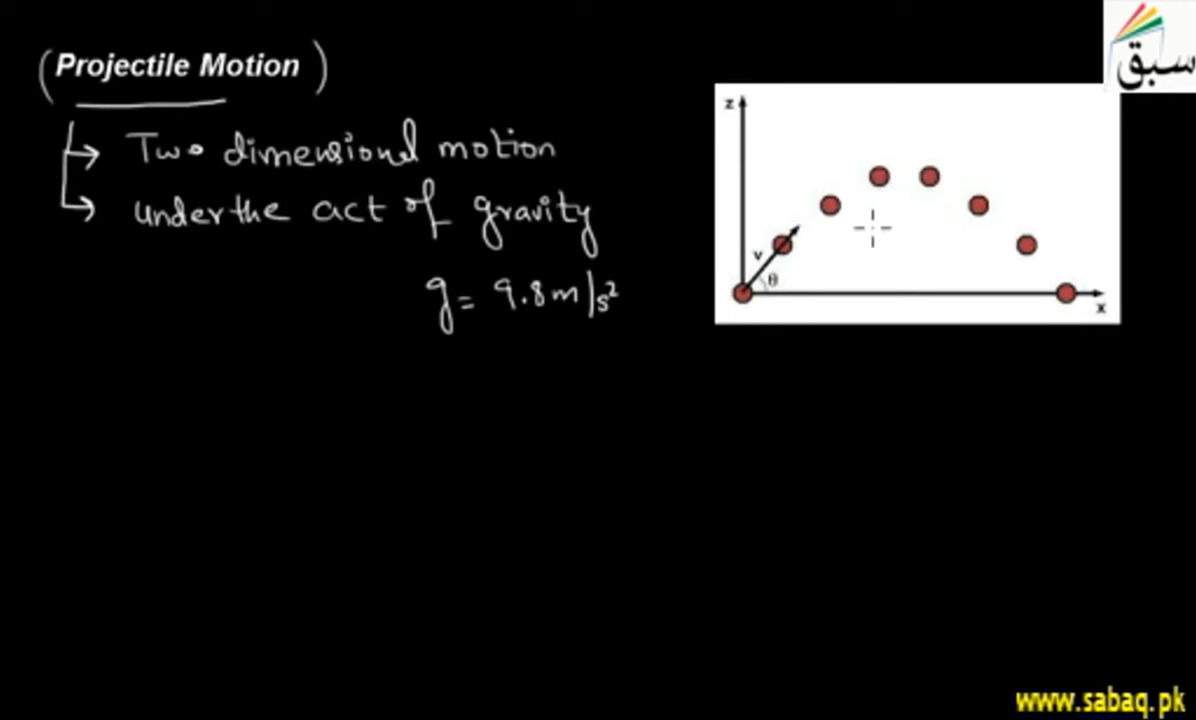 (Projectile Motion)
Two dimensional motion
under the act of gravity
g = 9.8 m/s²
z
v
θ
x
سبق
www.sabaq.pk